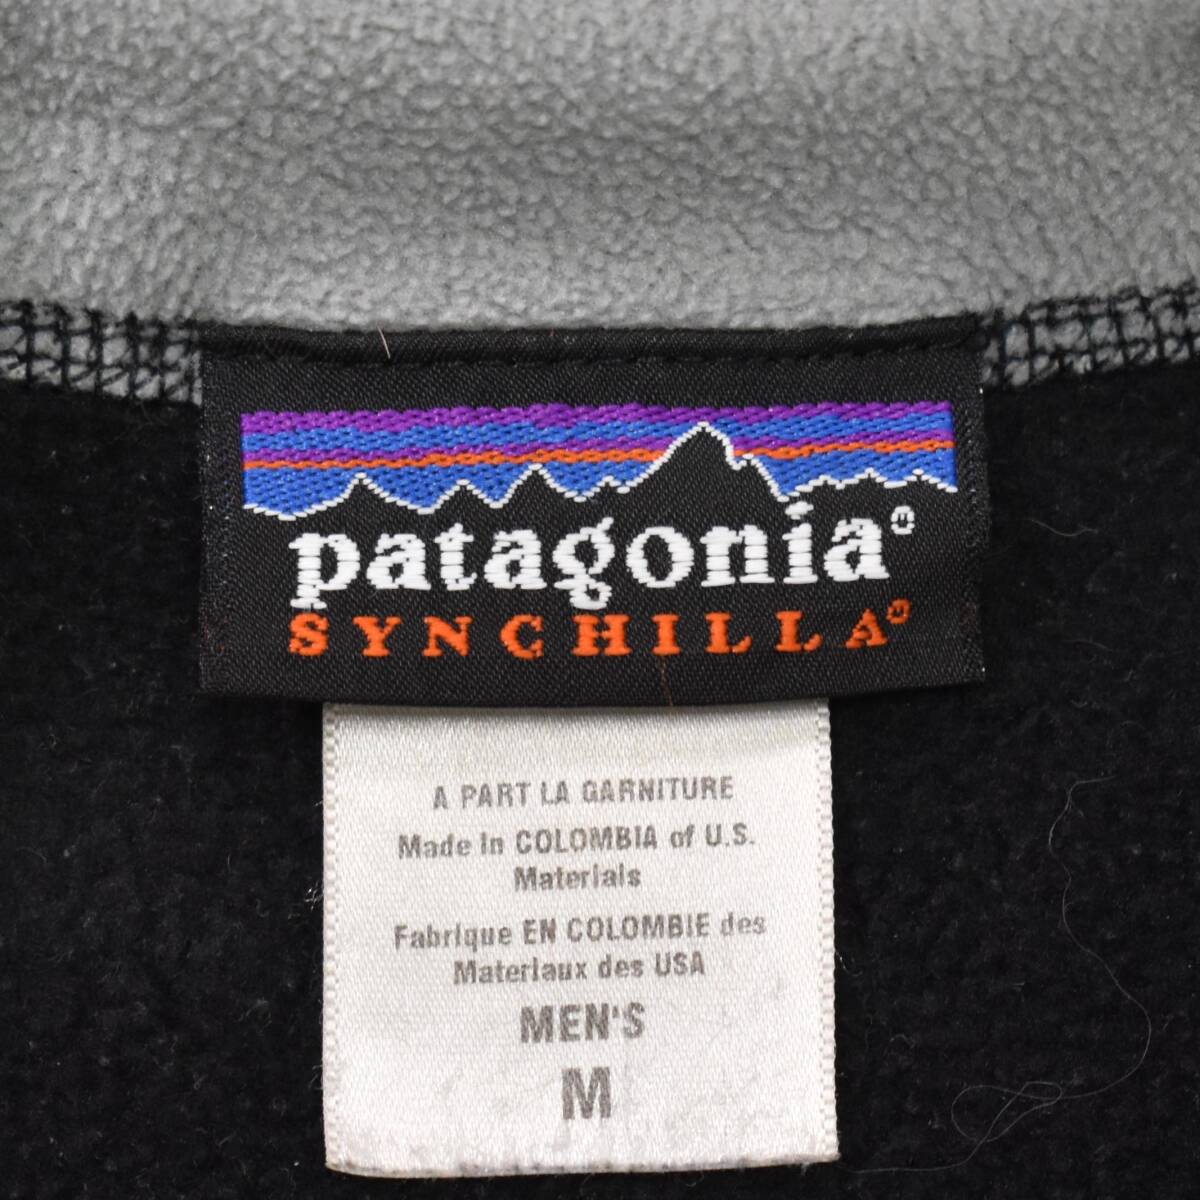 patagonia®
SYNCHILLA®
A PART LA GARNITURE
Made in COLOMBIA of U.S.
Materials
Fabrique EN COLOMBIE des
Materiaux des USA
MEN'S
M